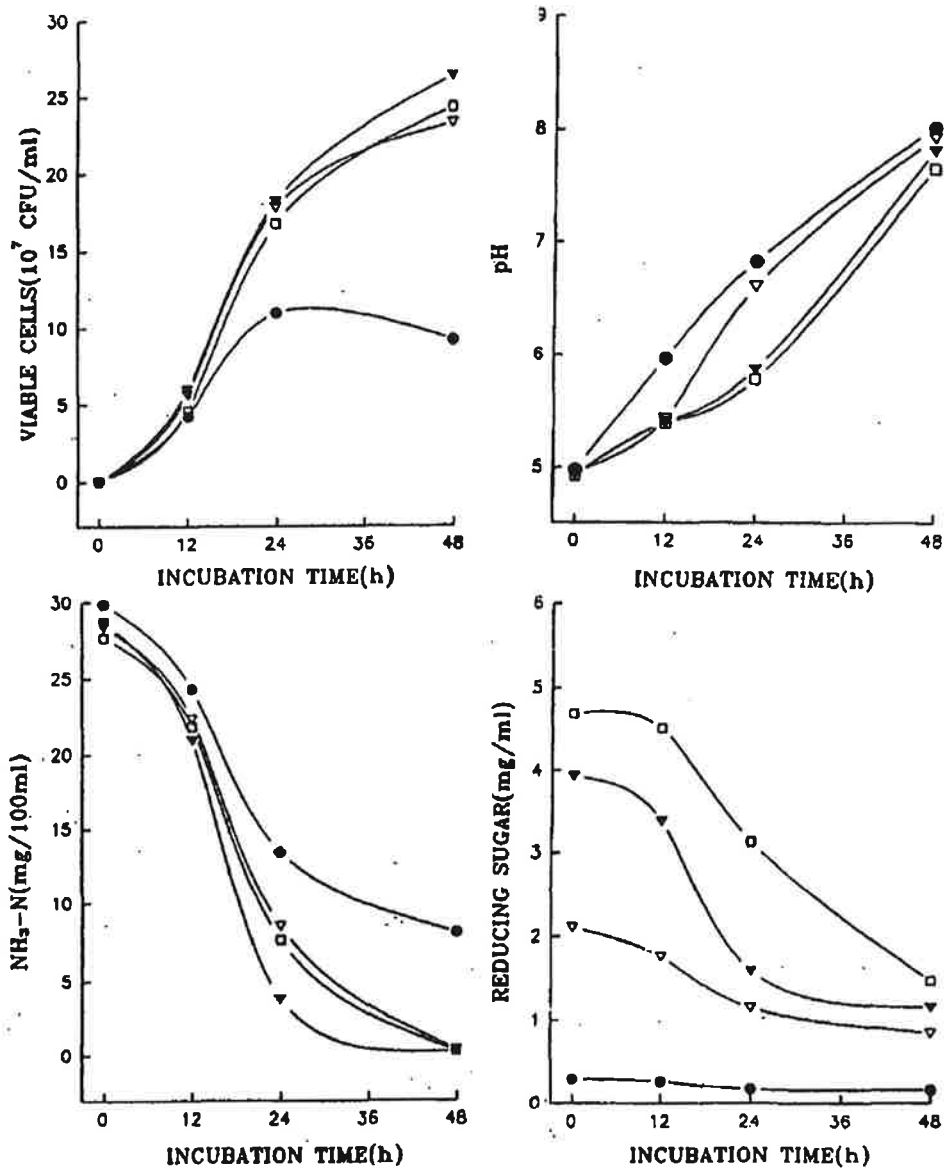 VIABLE CELLS(10⁷ CFU/ml)
30
25
20
15
10
5
0
0 12 24 36 48
INCUBATION TIME(h)
pH
9
8
7
6
5
0 12 24 36 48
INCUBATION TIME(h)
NH₃-N(mg/100ml)
30
25
20
15
10
5
0
0 12 24 36 48
INCUBATION TIME(h)
REDUCING SUGAR(mg/ml)
6
5
4
3
2
1
0
0 12 24 36 48
INCUBATION TIME(h)